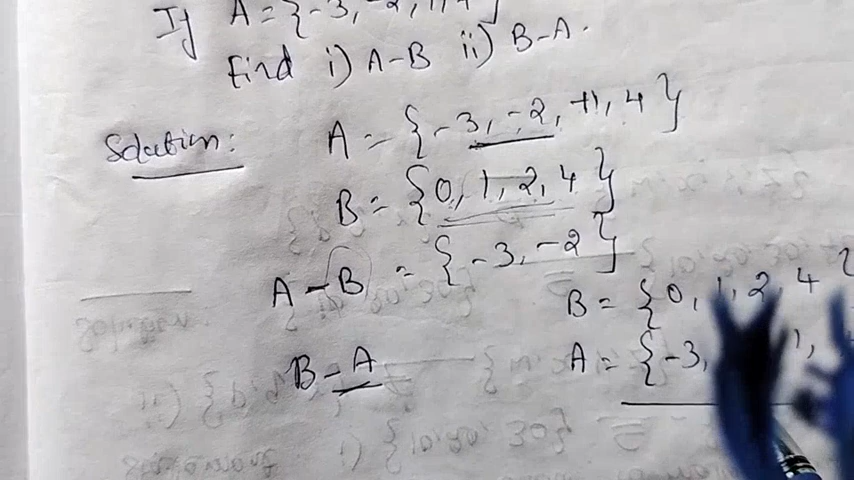 If A = {-3, -2, 1, 4}
Find i) A-B ii) B-A.
Solution: A = {-3, -2, +1, 4}
B = {0, 1, 2, 4}
A - B = {-3, -2}
B = {0, 1, 2, 4}
B - A
A = {-3, 1,